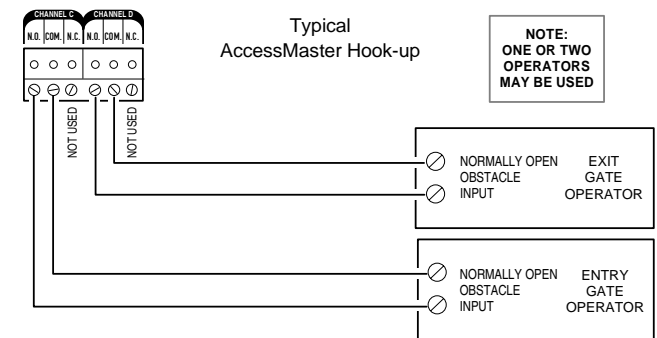 CHANNEL C CHANNEL D
N.O. COM. N.C. N.O. COM. N.C.
NOT USED
NOT USED
Typical
AccessMaster Hook-up
NOTE:
ONE OR TWO
OPERATORS
MAY BE USED
NORMALLY OPEN
OBSTACLE
INPUT
EXIT
GATE
OPERATOR
NORMALLY OPEN
OBSTACLE
INPUT
ENTRY
GATE
OPERATOR